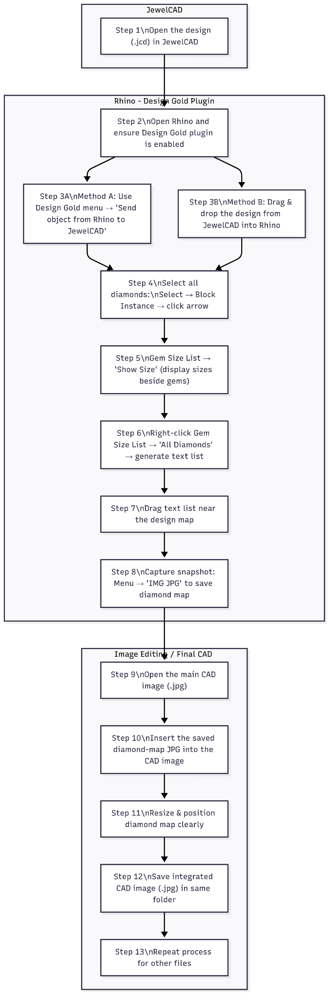 JewelCAD
Step 1\nOpen the design
(.jcd) in JewelCAD
Rhino - Design Gold Plugin
Step 2\nOpen Rhino and
ensure Design Gold plugin
is enabled
Step 3A\nMethod A: Use
Design Gold menu → 'Send
object from Rhino to
JewelCAD'
Step 3B\nMethod B: Drag &
drop the design from
JewelCAD into Rhino
Step 4\nSelect all
diamonds:\nSelect → Block
Instance → click arrow
Step 5\nGem Size List →
'Show Size' (display sizes
beside gems)
Step 6\nRight-click Gem
Size List → 'All Diamonds'
→ generate text list
Step 7\nDrag text list near
the design map
Step 8\nCapture snapshot:
Menu → 'IMG JPG' to save
diamond map
Image Editing / Final CAD
Step 9\nOpen the main CAD
image (.jpg)
Step 10\nInsert the saved
diamond-map JPG into the
CAD image
Step 11\nResize & position
diamond map clearly
Step 12\nSave integrated
CAD image (.jpg) in same
folder
Step 13\nRepeat process
for other files